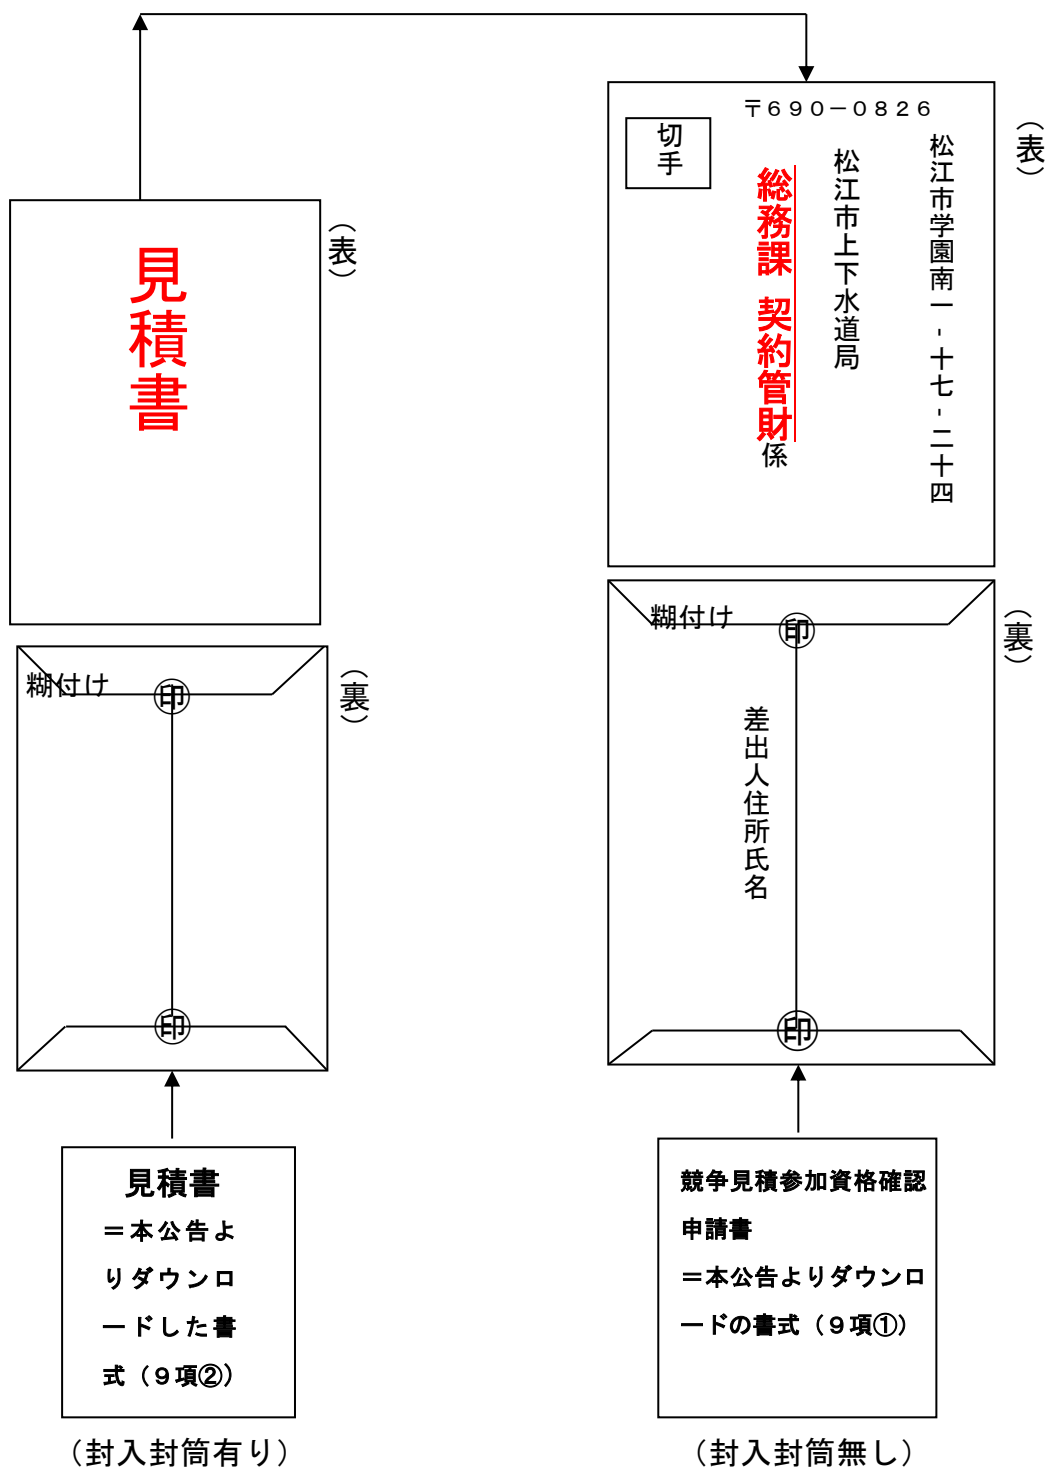 〒６９０－０８２６
切手
松江市学園南一-十七-二十四
松江市上下水道局
総務課 契約管財係
（表）
見積書
（表）
糊付け
印
差出人住所氏名
印
（裏）
糊付け
印
印
（裏）
見積書
＝本公告よ
りダウンロ
ードした書
式（９項②）
（封入封筒有り）
競争見積参加資格確認
申請書
＝本公告よりダウンロ
ードの書式（９項①）
（封入封筒無し）